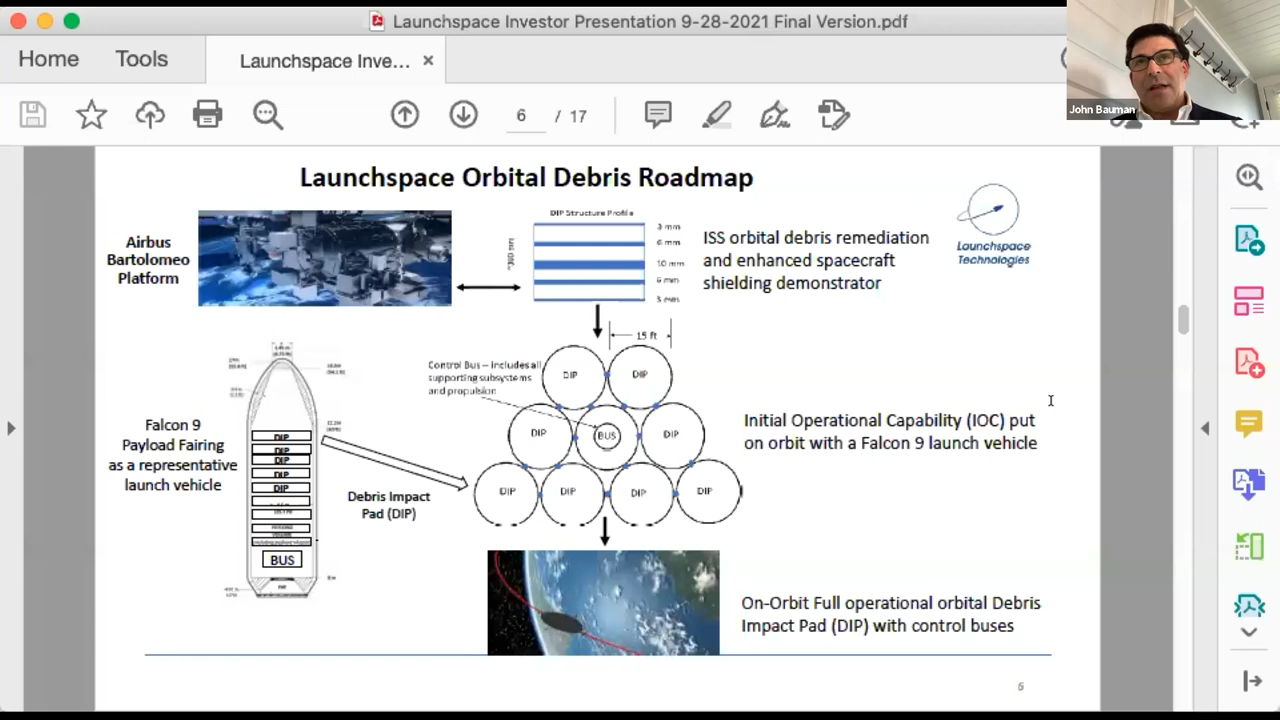 Launchspace Investor Presentation 9-28-2021 Final Version.pdf
Home
Tools
Launchspace Inve...
John Bauman
6 / 17
Launchspace Orbital Debris Roadmap
Airbus
Bartolomeo
Platform
DIP Structure Profile
3 mm
6 mm
10 mm
6 mm
3 mm
ISS orbital debris remediation
and enhanced spacecraft
shielding demonstrator
Launchspace
Technologies
15 ft
Control Bus – includes all
supporting subsystems
and propulsion
DIP
DIP
DIP
BUS
DIP
DIP
DIP
DIP
DIP
Initial Operational Capability (IOC) put
on orbit with a Falcon 9 launch vehicle
Falcon 9
Payload Fairing
as a representative
launch vehicle
DIP
DIP
DIP
DIP
DIP
BUS
Debris Impact
Pad (DIP)
On-Orbit Full operational orbital Debris
Impact Pad (DIP) with control buses
6